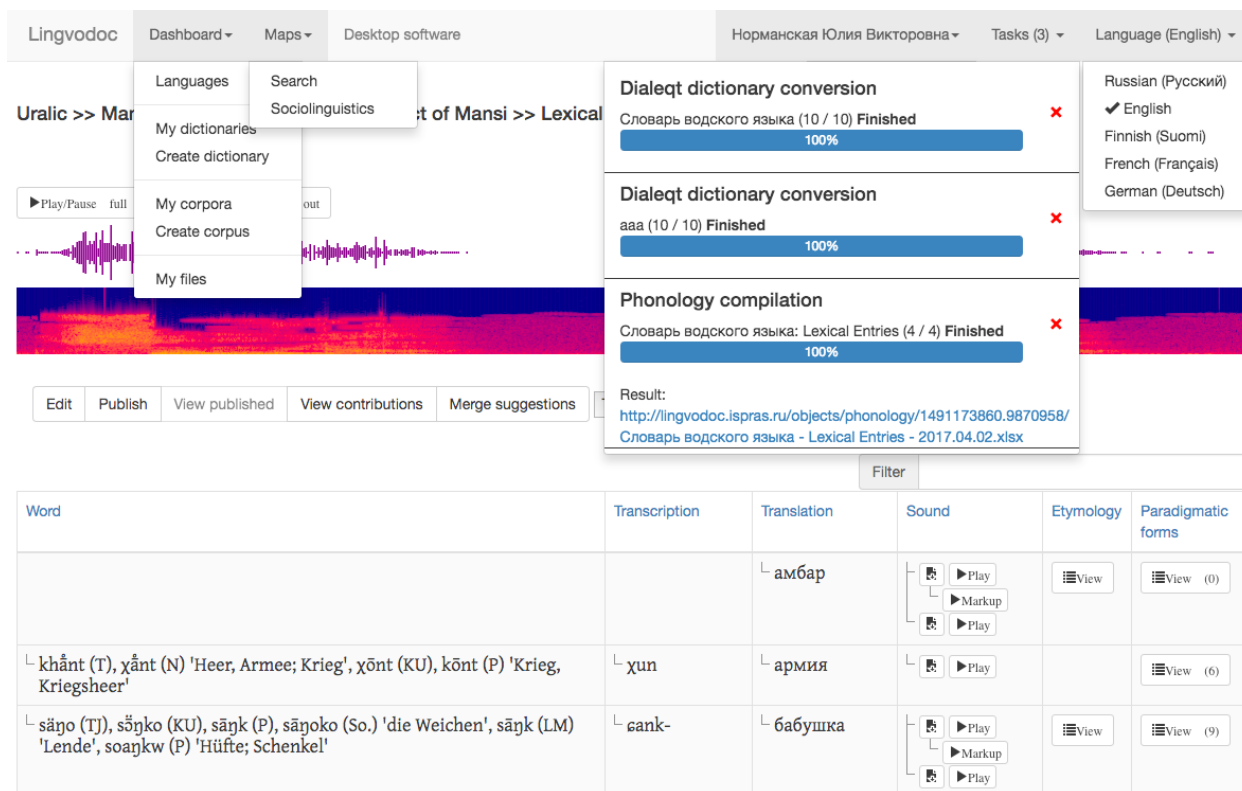 Lingvodoc Dashboard Maps Desktop software Норманская Юлия Викторовна Tasks (3) Language (English)
Languages
My dictionaries
Create dictionary
My corpora
Create corpus
My files
Search
Sociolinguistics
Dialeqt dictionary conversion
Словарь водского языка (10 / 10) Finished
100%
Dialeqt dictionary conversion
aaa (10 / 10) Finished
100%
Phonology compilation
Словарь водского языка: Lexical Entries (4 / 4) Finished
100%
Result:
http://lingvodoc.ispras.ru/objects/phonology/1491173860.9870958/
Словарь водского языка - Lexical Entries - 2017.04.02.xlsx
Russian (Русский)
English
Finnish (Suomi)
French (Français)
German (Deutsch)
Uralic >> of Mansi >> Lexical
Play/Pause full out
Edit Publish View published View contributions Merge suggestions
Filter
Word Transcription Translation Sound Etymology Paradigmatic
forms
амбар Play View View (0)
Markup
Play
khå̄nt (T), χå̄nt (N) 'Heer, Armee; Krieg', χōnt (KU), kōnt (P) 'Krieg, χun армия Play View (6)
Kriegsheer'
säŋo (TJ), sɔ̈̄ŋko (KU), sāŋk (P), sāŋoko (So.) 'die Weichen', sāŋk (LM) ɕank- бабушка Play View View (9)
'Lende', soaŋkw (P) 'Hüfte; Schenkel' Markup
Play